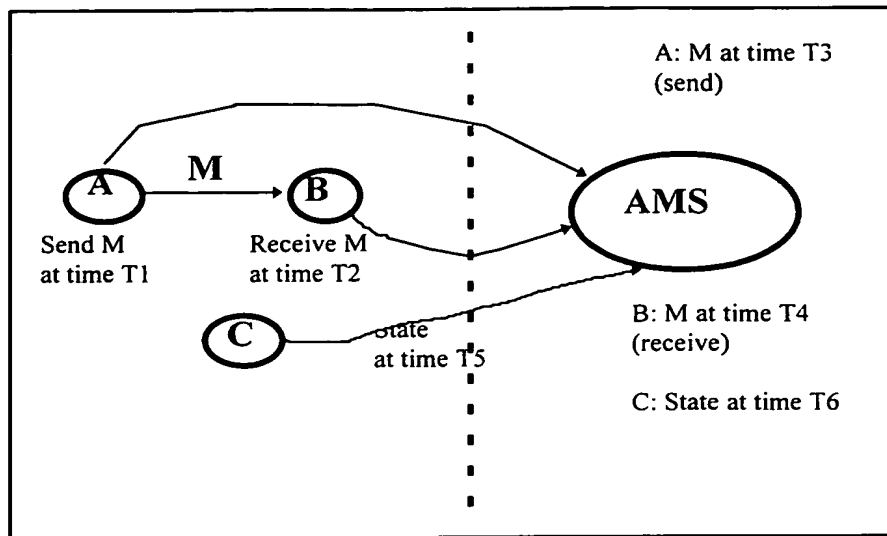 A: M at time T3
(send)
A
M
B
AMS
Send M
at time T1
Receive M
at time T2
C
State
at time T5
B: M at time T4
(receive)
C: State at time T6